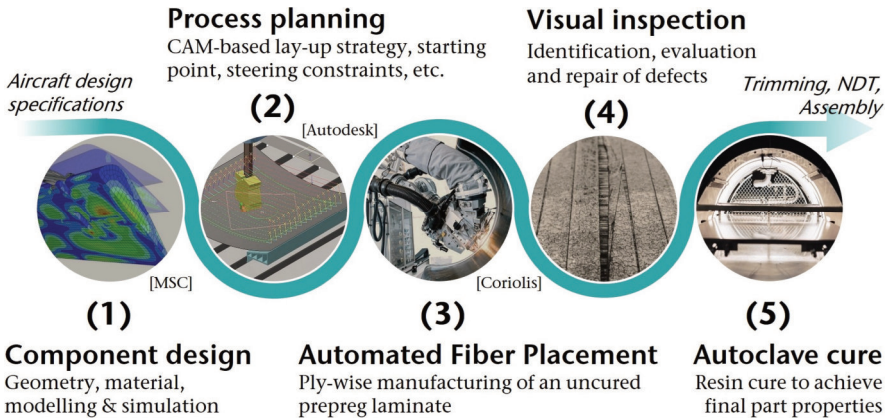 Process planning
CAM-based lay-up strategy, starting
point, steering constraints, etc.
(2)
Visual inspection
Identification, evaluation
and repair of defects
(4)
Aircraft design
specifications
Trimming, NDT,
Assembly
[Autodesk]
[MSC]
[Coriolis]
(1)
Component design
Geometry, material,
modelling & simulation
(3)
Automated Fiber Placement
Ply-wise manufacturing of an uncured
prepreg laminate
(5)
Autoclave cure
Resin cure to achieve
final part properties